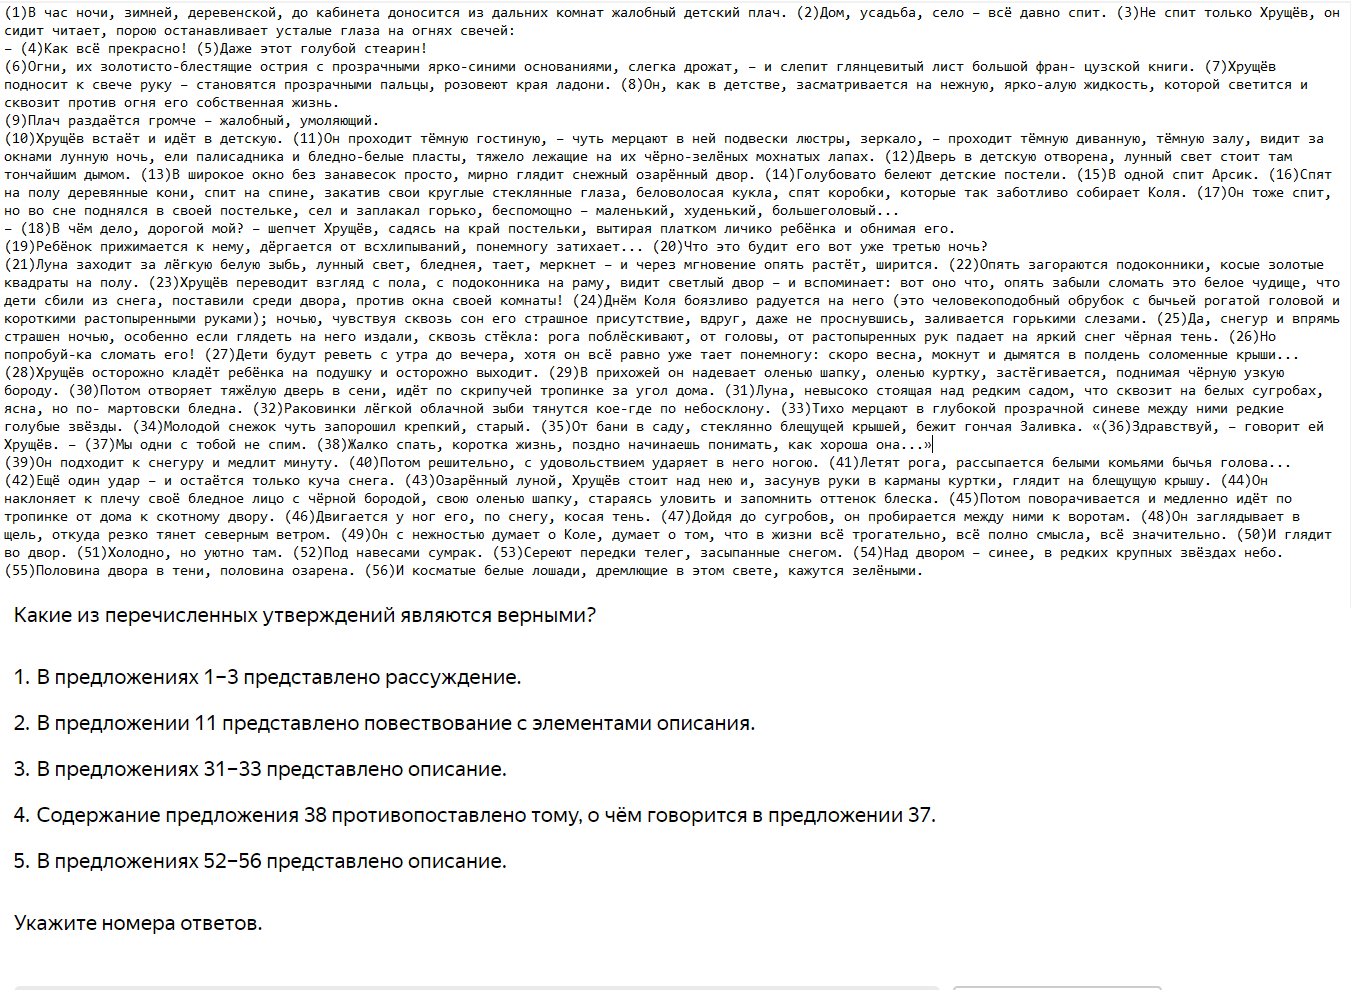 (1)В час ночи, зимней, деревенской, до кабинета доносится из дальних комнат жалобный детский плач. (2)Дом, усадьба, село – всё давно спит. (3)Не спит только Хрущёв, он
сидит читает, порою останавливает усталые глаза на огнях свечей:
– (4)Как всё прекрасно! (5)Даже этот голубой стеарин!
(6)Огни, их золотисто-блестящие острия с прозрачными ярко-синими основаниями, слегка дрожат, – и слепит глянцевитый лист большой фран- цузской книги. (7)Хрущёв
подносит к свече руку – становятся прозрачными пальцы, розовеют края ладони. (8)Он, как в детстве, засматривается на нежную, ярко-алую жидкость, которой светится и
сквозит против огня его собственная жизнь.
(9)Плач раздаётся громче – жалобный, умоляющий.
(10)Хрущёв встаёт и идёт в детскую. (11)Он проходит тёмную гостиную, – чуть мерцают в ней подвески люстры, зеркало, – проходит тёмную диванную, тёмную залу, видит за
окнами лунную ночь, ели палисадника и бледно-белые пласты, тяжело лежащие на их чёрно-зелёных мохнатых лапах. (12)Дверь в детскую отворена, лунный свет стоит там
тончайшим дымом. (13)В широкое окно без занавесок просто, мирно глядит снежный озарённый двор. (14)Голубовато белеют детские постели. (15)В одной спит Арсик. (16)Спят
на полу деревянные кони, спит на спине, закатив свои круглые стеклянные глаза, беловолосая кукла, спят коробки, которые так заботливо собирает Коля. (17)Он тоже спит,
но во сне поднялся в своей постельке, сел и заплакал горько, беспомощно – маленький, худенький, большеголовый...
– (18)В чём дело, дорогой мой? – шепчет Хрущёв, садясь на край постельки, вытирая платком личико ребёнка и обнимая его.
(19)Ребёнок прижимается к нему, дёргается от всхлипываний, понемногу затихает... (20)Что это будит его вот уже третью ночь?
(21)Луна заходит за лёгкую белую зыбь, лунный свет, бледнея, тает, меркнет – и через мгновение опять растёт, ширится. (22)Опять загораются подоконники, косые золотые
квадраты на полу. (23)Хрущёв переводит взгляд с пола, с подоконника на раму, видит светлый двор – и вспоминает: вот оно что, опять забыли сломать это белое чудище, что
дети сбили из снега, поставили среди двора, против окна своей комнаты! (24)Днём Коля боязливо радуется на него (это человекоподобный обрубок с бычьей рогатой головой и
короткими растопыренными руками); ночью, чувствуя сквозь сон его страшное присутствие, вдруг, даже не проснувшись, заливается горькими слезами. (25)Да, снегур и впрямь
страшен ночью, особенно если глядеть на него издали, сквозь стёкла: рога поблёскивают, от головы, от растопыренных рук падает на яркий снег чёрная тень. (26)Но
попробуй-ка сломать его! (27)Дети будут реветь с утра до вечера, хотя он всё равно уже тает понемногу: скоро весна, мокнут и дымятся в полдень соломенные крыши...
(28)Хрущёв осторожно кладёт ребёнка на подушку и осторожно выходит. (29)В прихожей он надевает оленью шапку, оленью куртку, застёгивается, поднимая чёрную узкую
бороду. (30)Потом отворяет тяжёлую дверь в сени, идёт по скрипучей тропинке за угол дома. (31)Луна, невысоко стоящая над редким садом, что сквозит на белых сугробах,
ясна, но по- мартовски бледна. (32)Раковинки лёгкой облачной зыби тянутся кое-где по небосклону. (33)Тихо мерцают в глубокой прозрачной синеве между ними редкие
голубые звёзды. (34)Молодой снежок чуть запорошил крепкий, старый. (35)От бани в саду, стеклянно блещущей крышей, бежит гончая Заливка. «(36)Здравствуй, – говорит ей
Хрущёв. – (37)Мы одни с тобой не спим. (38)Жалко спать, коротка жизнь, поздно начинаешь понимать, как хороша она...»
(39)Он подходит к снегуру и медлит минуту. (40)Потом решительно, с удовольствием ударяет в него ногою. (41)Летят рога, рассыпается белыми комьями бычья голова...
(42)Ещё один удар – и остаётся только куча снега. (43)Озарённый луной, Хрущёв стоит над нею и, засунув руки в карманы куртки, глядит на блещущую крышу. (44)Он
наклоняет к плечу своё бледное лицо с чёрной бородой, свою оленью шапку, стараясь уловить и запомнить оттенок блеска. (45)Потом поворачивается и медленно идёт по
тропинке от дома к скотному двору. (46)Двигается у ног его, по снегу, косая тень. (47)Дойдя до сугробов, он пробирается между ними к воротам. (48)Он заглядывает в
щель, откуда резко тянет северным ветром. (49)Он с нежностью думает о Коле, думает о том, что в жизни всё трогательно, всё полно смысла, всё значительно. (50)И глядит
во двор. (51)Холодно, но уютно там. (52)Под навесами сумрак. (53)Сереют передки телег, засыпанные снегом. (54)Над двором – синее, в редких крупных звёздах небо.
(55)Половина двора в тени, половина озарена. (56)И косматые белые лошади, дремлющие в этом свете, кажутся зелёными.
Какие из перечисленных утверждений являются верными?
1. В предложениях 1–3 представлено рассуждение.
2. В предложении 11 представлено повествование с элементами описания.
3. В предложениях 31–33 представлено описание.
4. Содержание предложения 38 противопоставлено тому, о чём говорится в предложении 37.
5. В предложениях 52–56 представлено описание.
Укажите номера ответов.